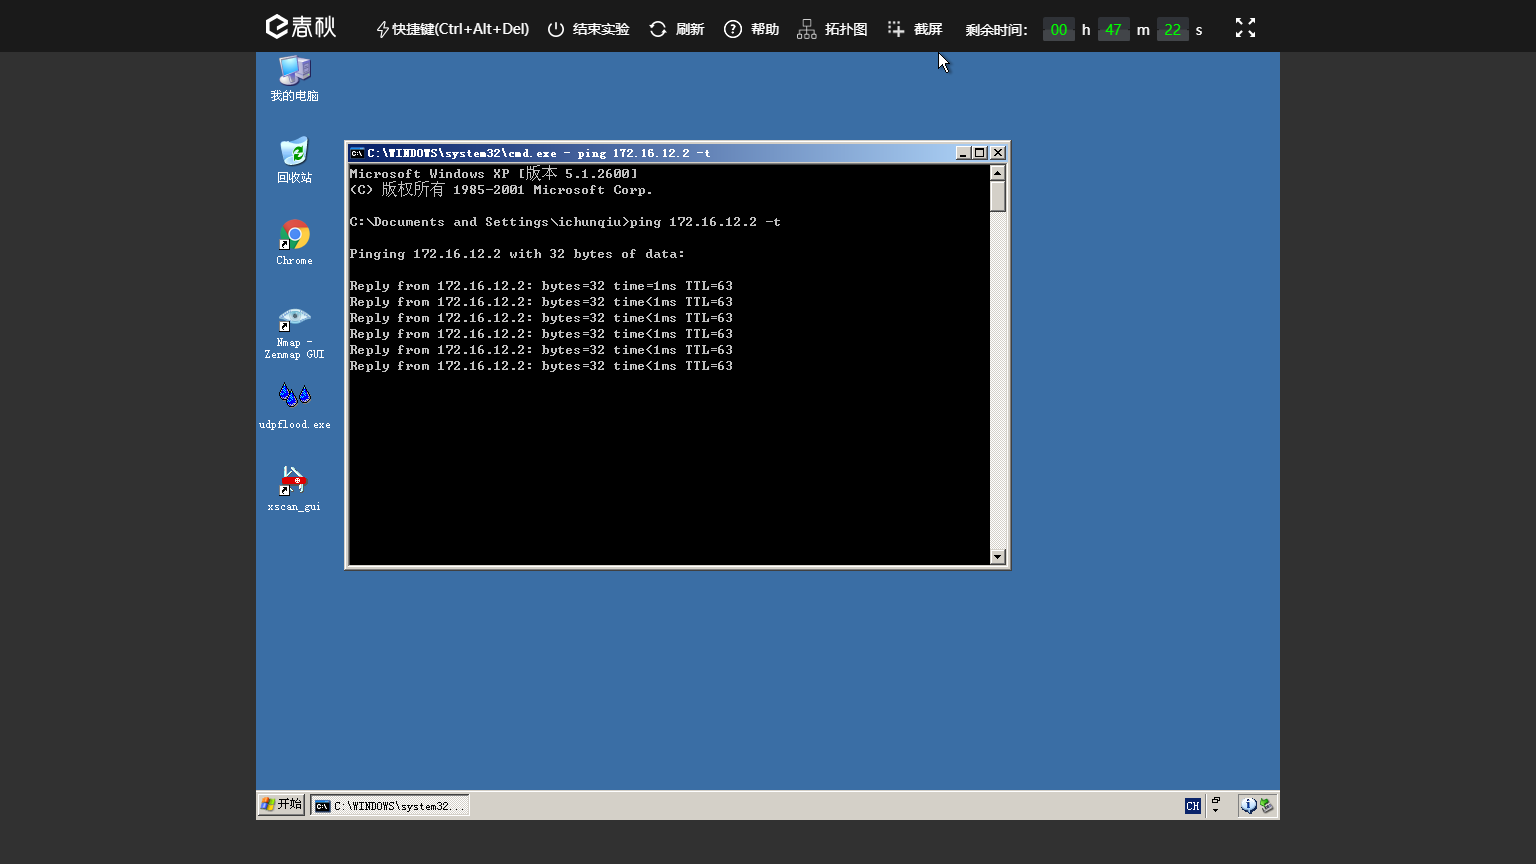 春秋 快捷键(Ctrl+Alt+Del) 结束实验 刷新 帮助 拓扑图 截屏 剩余时间: 00 h 47 m 22 s
我的电脑
回收站
Chrome
Nmap -
Zenmap GUI
udpflood.exe
xscan_gui
C:\WINDOWS\system32\cmd.exe - ping 172.16.12.2 -t
Microsoft Windows XP [版本 5.1.2600]
(C) 版权所有 1985-2001 Microsoft Corp.
C:\Documents and Settings\ichunqiu>ping 172.16.12.2 -t
Pinging 172.16.12.2 with 32 bytes of data:
Reply from 172.16.12.2: bytes=32 time=1ms TTL=63
Reply from 172.16.12.2: bytes=32 time<1ms TTL=63
Reply from 172.16.12.2: bytes=32 time<1ms TTL=63
Reply from 172.16.12.2: bytes=32 time<1ms TTL=63
Reply from 172.16.12.2: bytes=32 time<1ms TTL=63
Reply from 172.16.12.2: bytes=32 time<1ms TTL=63
开始 C:\WINDOWS\system32... CH